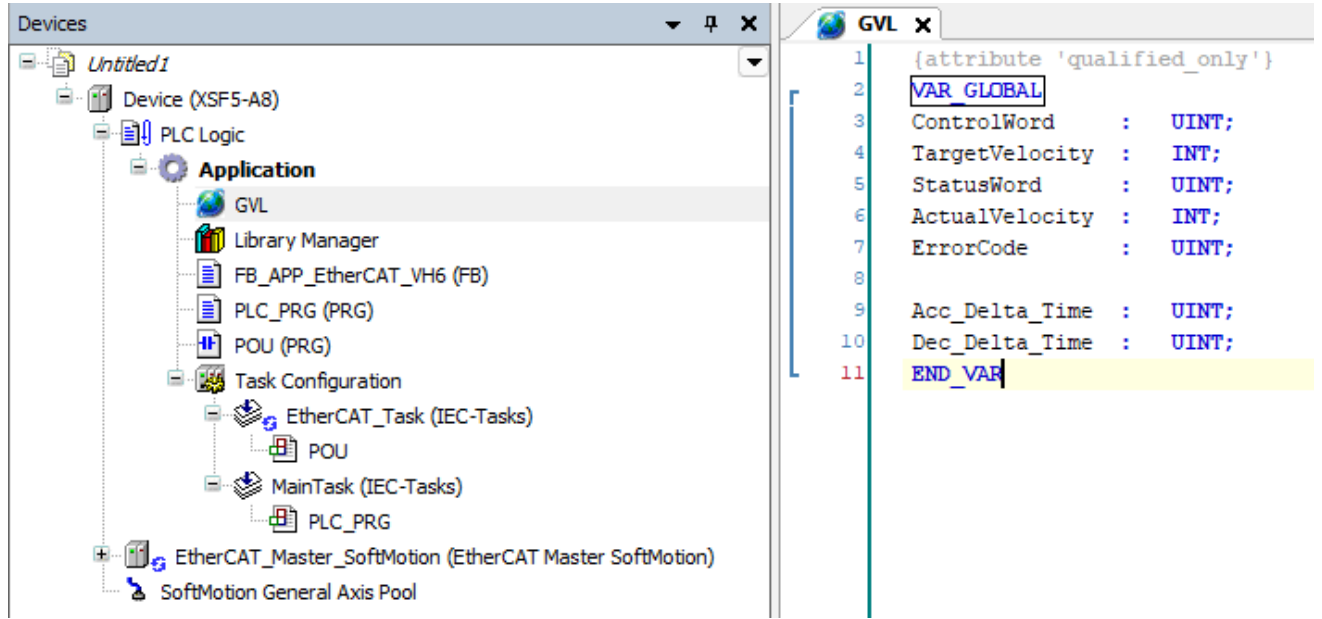 Devices
Untitled1
Device (XSF5-A8)
PLC Logic
Application
GVL
Library Manager
FB_APP_EtherCAT_VH6 (FB)
PLC_PRG (PRG)
POU (PRG)
Task Configuration
EtherCAT_Task (IEC-Tasks)
POU
MainTask (IEC-Tasks)
PLC_PRG
EtherCAT_Master_SoftMotion (EtherCAT Master SoftMotion)
SoftMotion General Axis Pool
GVL
1 {attribute 'qualified_only'}
2 VAR_GLOBAL
3 ControlWord : UINT;
4 TargetVelocity : INT;
5 StatusWord : UINT;
6 ActualVelocity : INT;
7 ErrorCode : UINT;
8
9 Acc_Delta_Time : UINT;
10 Dec_Delta_Time : UINT;
11 END_VAR